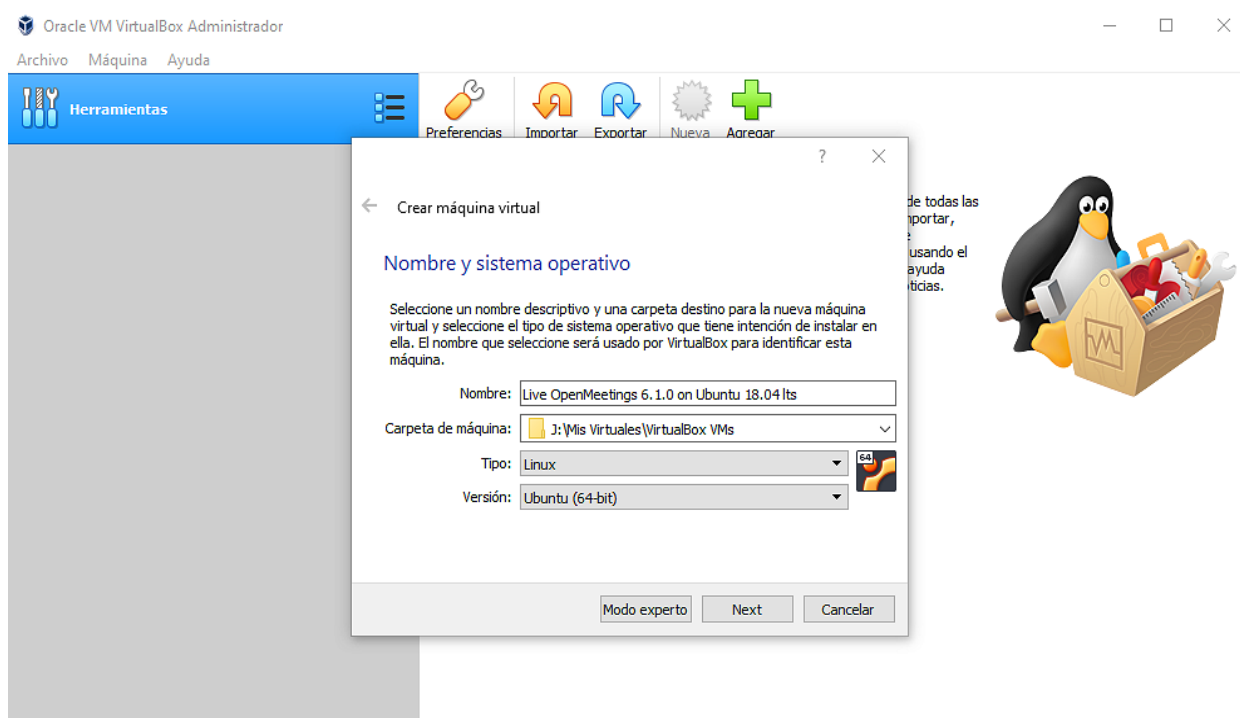 Oracle VM VirtualBox Administrador
Archivo Máquina Ayuda
Herramientas
Preferencias Importar Exportar Nueva Agregar
de todas las
mportar,
usando el
ayuda
oticias.
?
Crear máquina virtual
Nombre y sistema operativo
Seleccione un nombre descriptivo y una carpeta destino para la nueva máquina
virtual y seleccione el tipo de sistema operativo que tiene intención de instalar en
ella. El nombre que seleccione será usado por VirtualBox para identificar esta
máquina.
Nombre: Live OpenMeetings 6.1.0 on Ubuntu 18.04 lts
Carpeta de máquina: J:\Mis Virtuales\VirtualBox VMs
Tipo: Linux
64
Versión: Ubuntu (64-bit)
Modo experto Next Cancelar